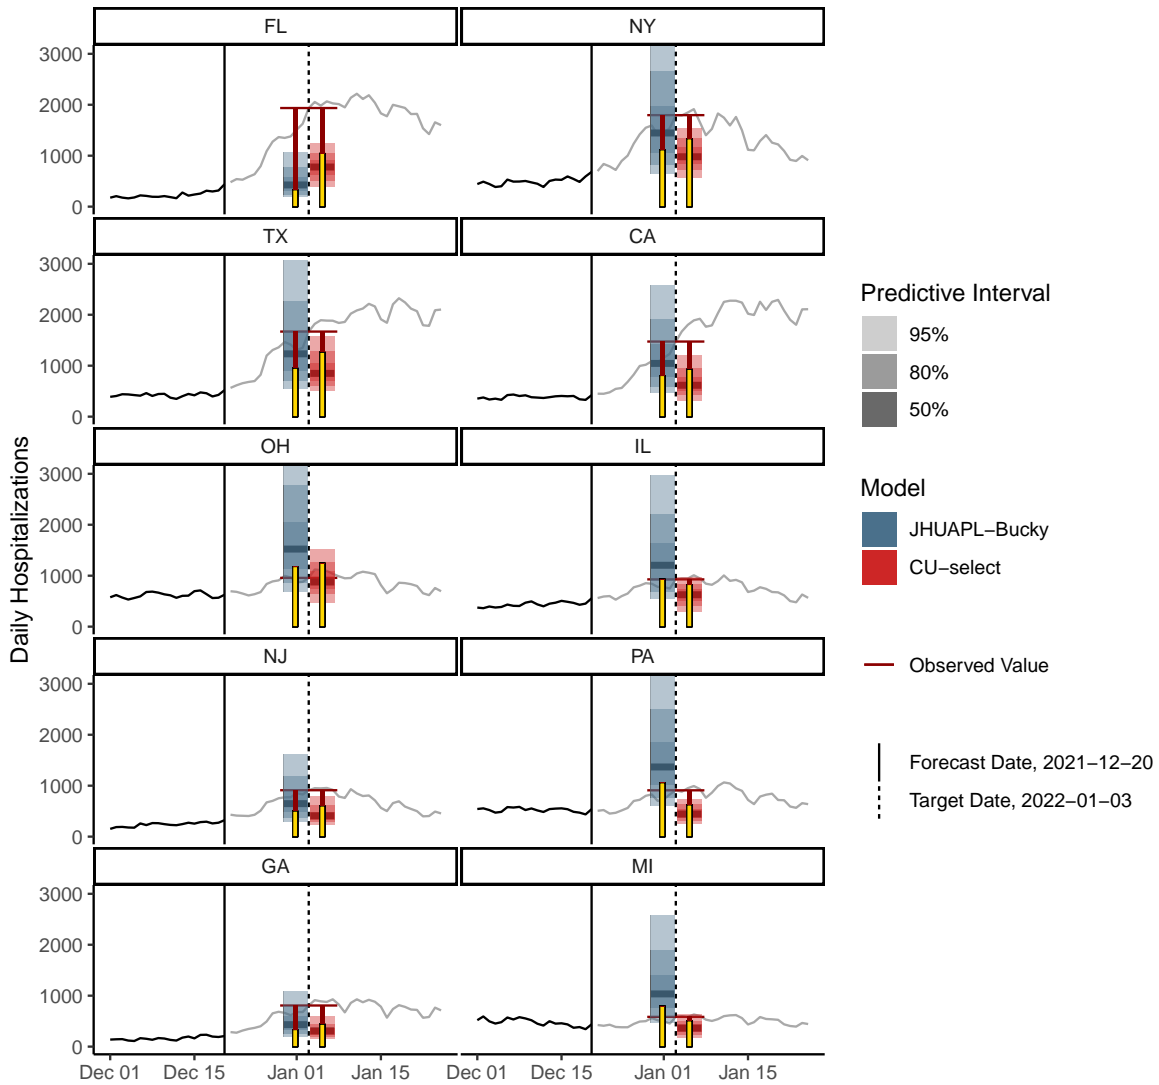 FL
NY
3000
2000
1000
0
TX
CA
3000
2000
1000
0
OH
IL
3000
2000
1000
0
NJ
PA
3000
2000
1000
0
GA
MI
3000
2000
1000
0
Dec 01
Dec 15
Jan 01
Jan 15
Dec 01
Dec 15
Jan 01
Jan 15
Daily Hospitalizations
Predictive Interval
95%
80%
50%
Model
JHUAPL−Bucky
CU−select
Observed Value
Forecast Date, 2021−12−20
Target Date, 2022−01−03